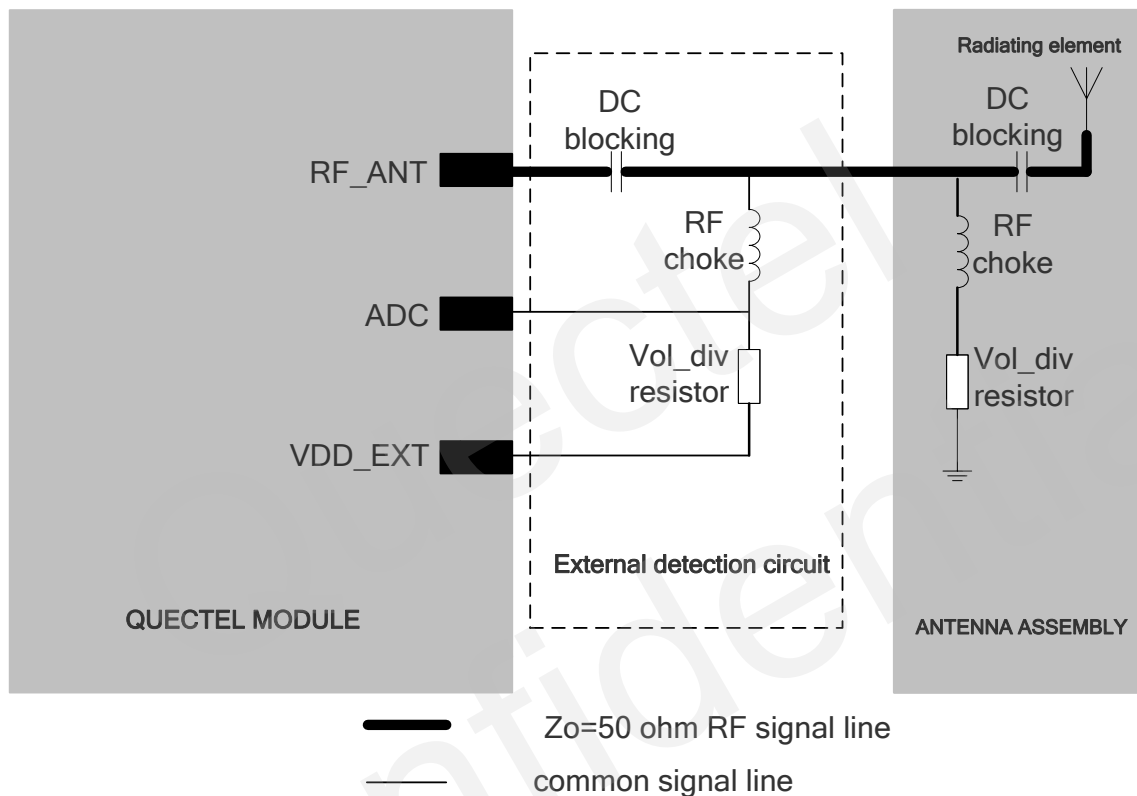 Radiating element
DC
blocking
DC
blocking
RF_ANT
RF
choke
RF
choke
ADC
Vol_div
resistor
Vol_div
resistor
VDD_EXT
External detection circuit
QUECTEL MODULE
ANTENNA ASSEMBLY
Zo=50 ohm RF signal line
common signal line
Quectel